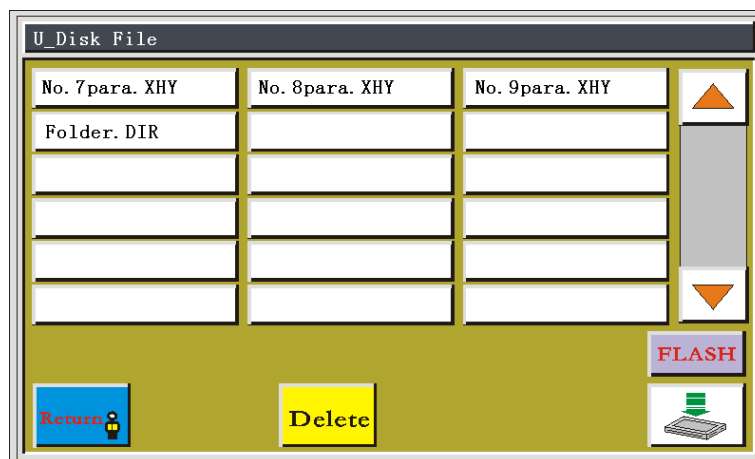 U_Disk File
No.7para.XHY No.8para.XHY No.9para.XHY
Folder.DIR
FLASH
Return Delete